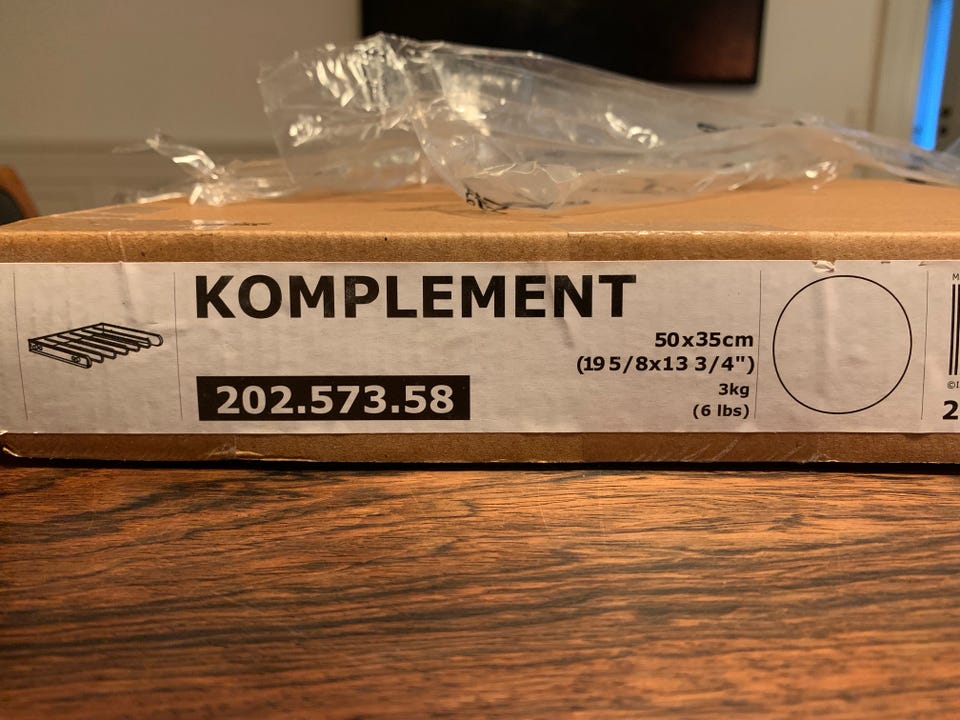 KOMPLEMENT
50x35cm
(19 5/8x13 3/4")
3kg
(6 lbs)
202.573.58